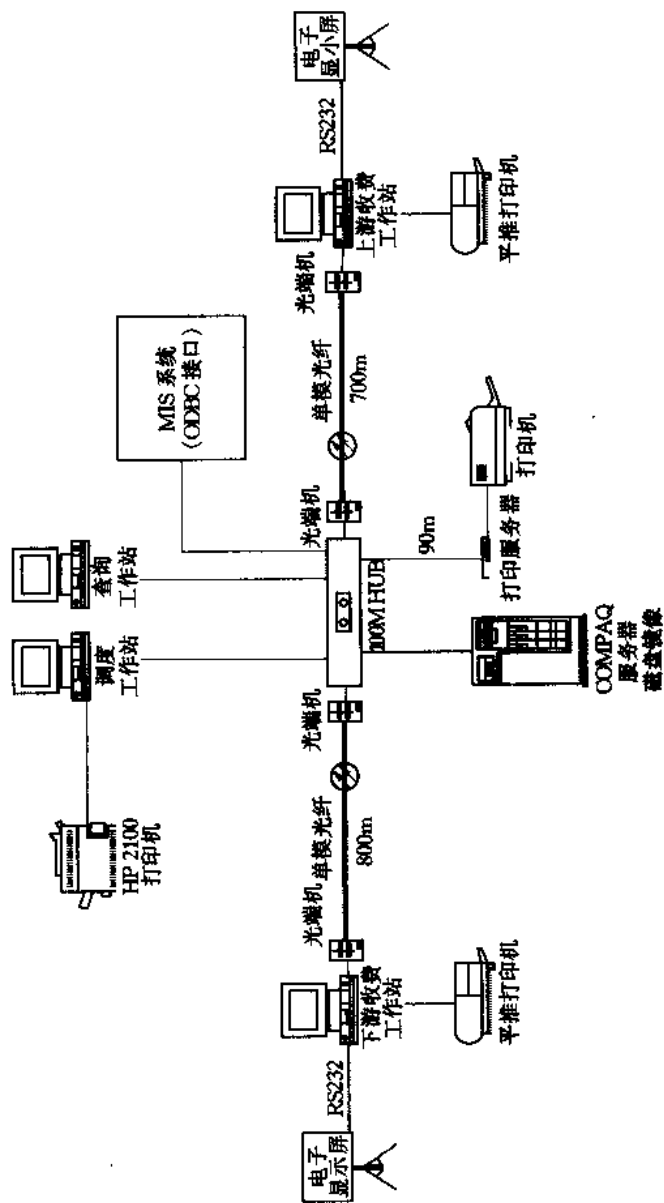 调度
工作站
查询
工作站
HP 2100
打印机
MIS 系统
(ODBC 接口)
电子
显示屏
RS232
下游收费
工作站
光端机
单模光纤
800m
光端机
100M HUB
光端机
单模光纤
700m
光端机
上游收费
工作站
RS232
电子
显小屏
平推打印机
COMPAQ
服务器
磁盘镜像
90m
打印服务器
打印机
平推打印机